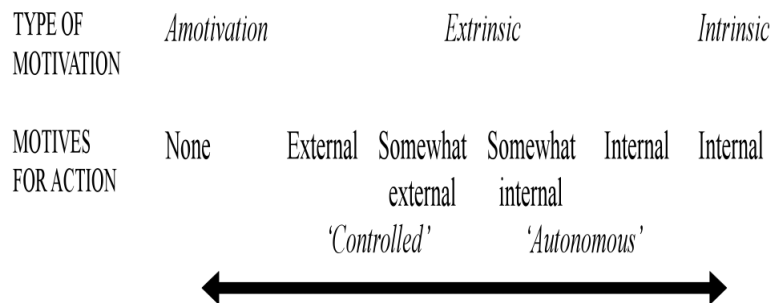 TYPE OF MOTIVATION Amotivation Extrinsic Intrinsic
MOTIVES FOR ACTION None External Somewhat external Somewhat internal Internal Internal
‘Controlled’ ‘Autonomous’